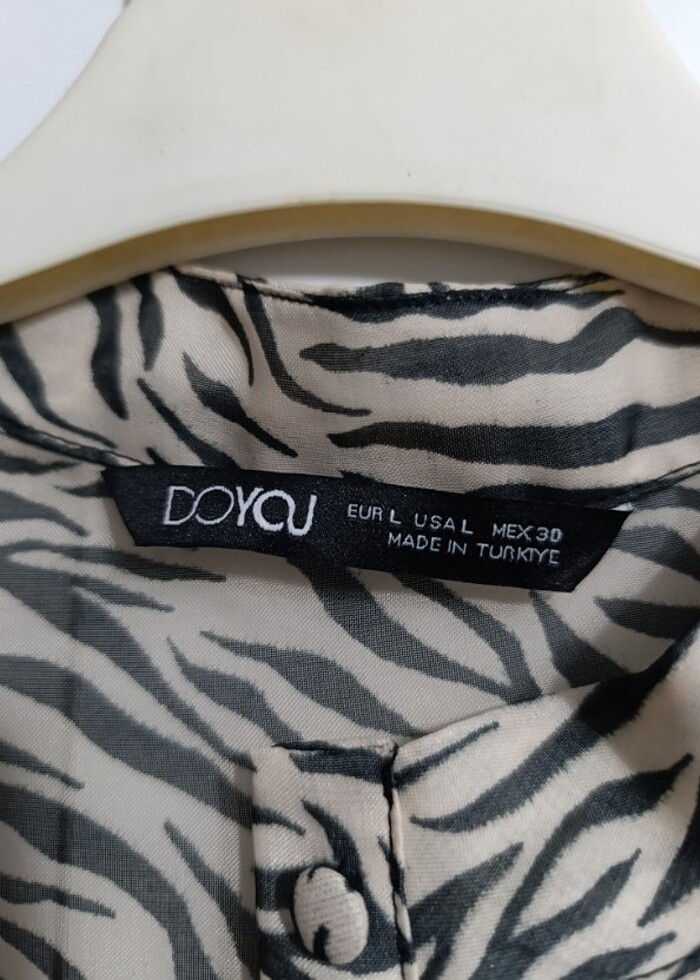 DOYOU
EUR L USA L MEX 30
MADE IN TURKIYE